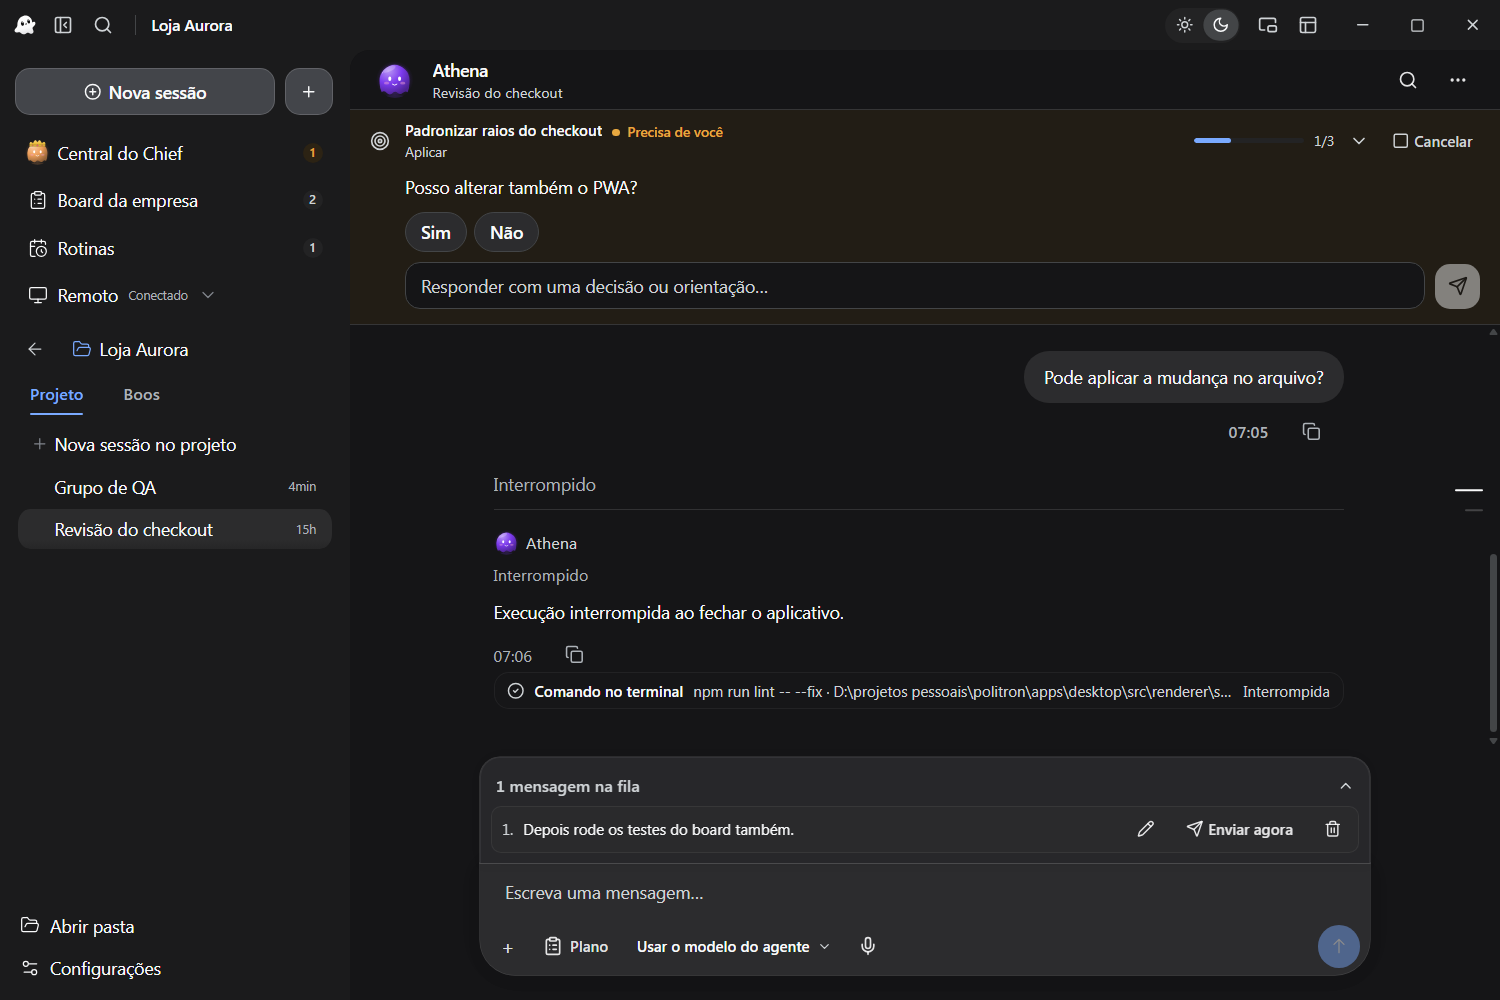 Loja Aurora
Nova sessão
Central do Chief 1
Board da empresa 2
Rotinas 1
Remoto Conectado
Loja Aurora
Projeto Boos
Nova sessão no projeto
Grupo de QA 4min
Revisão do checkout 15h
Abrir pasta
Configurações
Athena
Revisão do checkout
Padronizar raios do checkout Precisa de você
Aplicar
1/3 Cancelar
Posso alterar também o PWA?
Sim Não
Responder com uma decisão ou orientação...
Pode aplicar a mudança no arquivo?
07:05
Interrompido
Athena
Interrompido
Execução interrompida ao fechar o aplicativo.
07:06
Comando no terminal npm run lint -- --fix · D:\projetos pessoais\politron\apps\desktop\src\renderer\s... Interrompida
1 mensagem na fila
1. Depois rode os testes do board também. Enviar agora
Escreva uma mensagem...
+ Plano Usar o modelo do agente